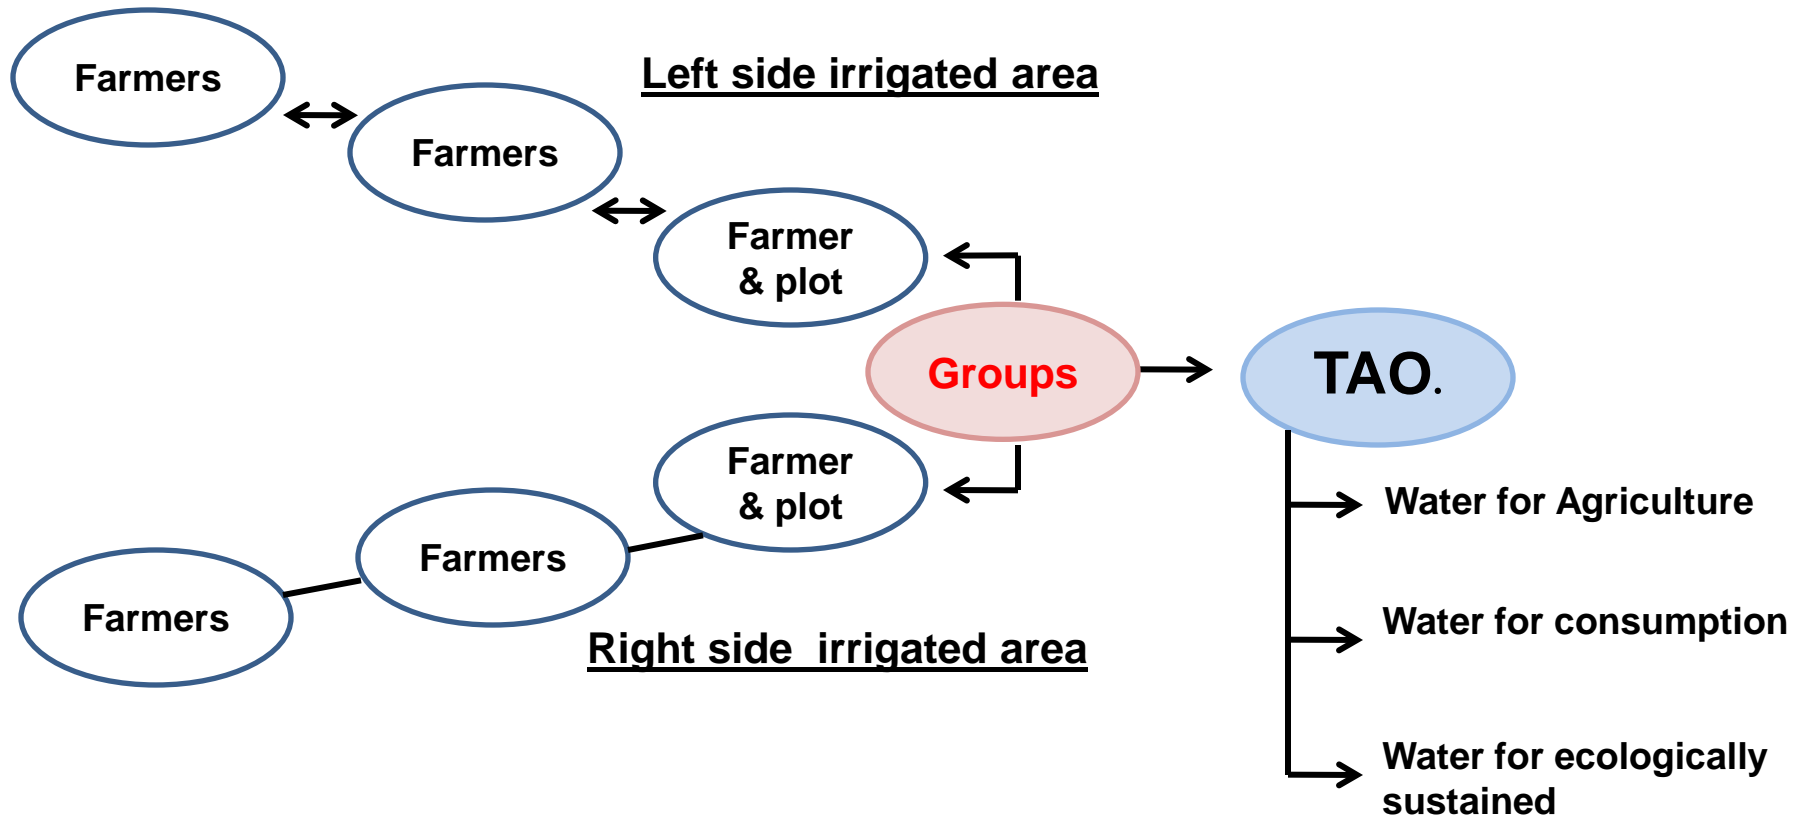 Farmers
Left side irrigated area
Farmers
Farmer
& plot
Groups
TAO.
Farmer
& plot
Water for Agriculture
Farmers
Farmers
Water for consumption
Right side  irrigated area
Water for ecologically
sustained